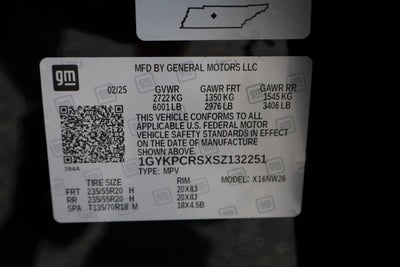 gm
MFD BY GENERAL MOTORS LLC
02/25 GVWR GAWR FRT GAWR RR
2722 KG 1350 KG 1545 KG
6001 LB 2976 LB 3406 LB
THIS VEHICLE CONFORMS TO ALL
APPLICABLE U.S. FEDERAL MOTOR
VEHICLE SAFETY STANDARDS IN EFFECT
ON THE DATE OF MANUFACTURE
SHOWN ABOVE.
1GYKPCRSXSZ132251
384A TYPE: MPV
TIRE SIZE RIM MODEL: X16NW26
FRT 235/55R20 H 20X8J
RR 235/55R20 H 20X8J
SPA T135/70R18 M 18X4.5B